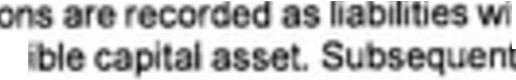 ons are recorded as liabilities wi
ible capital asset. Subsequent